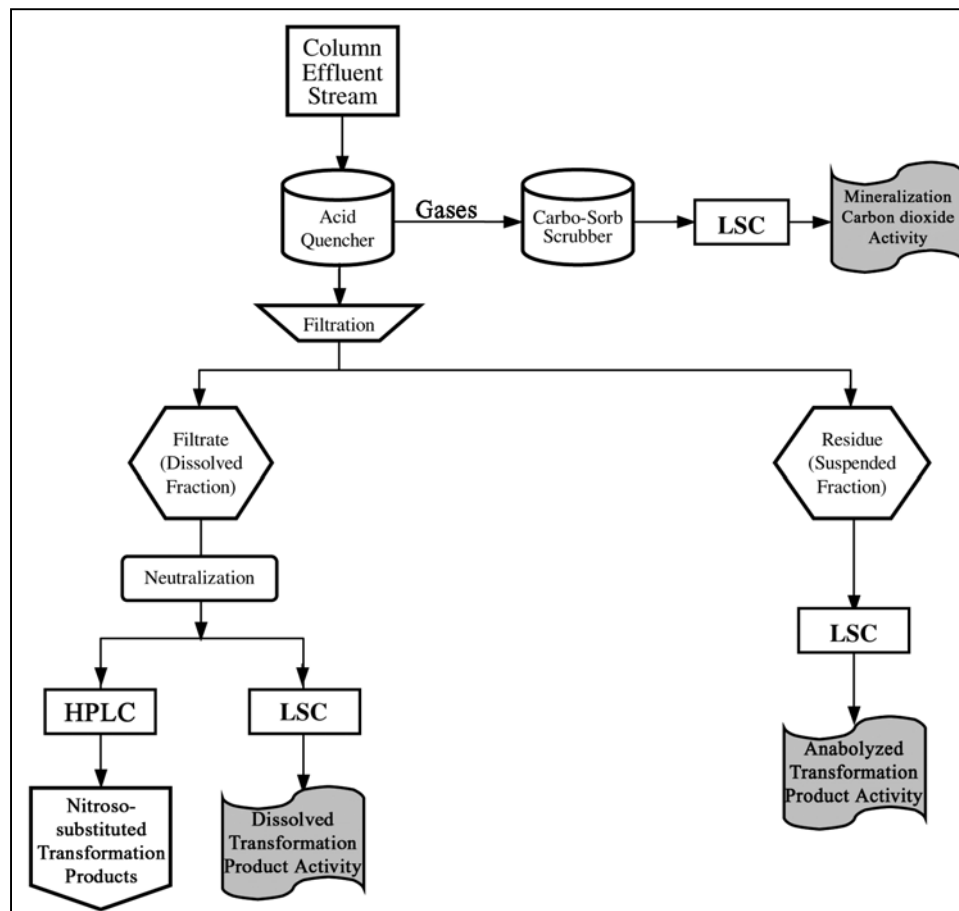 Column
Effluent
Stream
Acid
Quencher
Gases
Carbo-Sorb
Scrubber
LSC
Mineralization
Carbon dioxide
Activity
Filtration
Filtrate
(Dissolved
Fraction)
Residue
(Suspended
Fraction)
Neutralization
LSC
HPLC
LSC
Anabolyzed
Transformation
Product Activity
Nitroso-
substituted
Transformation
Products
Dissolved
Transformation
Product Activity